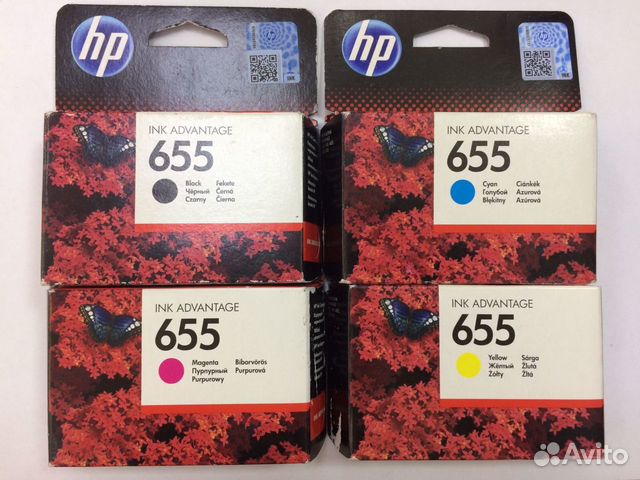 hp
hp
INK
INK ADVANTAGE
655
Black Fekete
Чёрный Černá
Czarny Čierna
INK ADVANTAGE
655
Cyan Ciánkék
Голубой Azurová
Błękitny Azúrová
INK ADVANTAGE
655
Magenta Bíborvörös
Пурпурный Purpurová
Purpurowy
INK ADVANTAGE
655
Yellow Sárga
Жёлтый Žlutá
Żółty Žltá
Avito